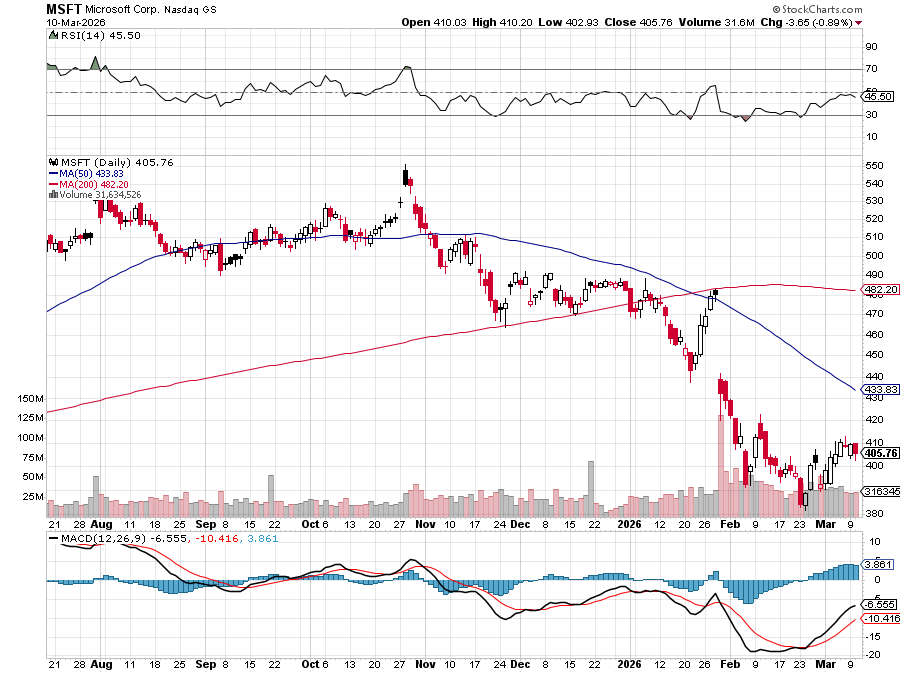 MSFT Microsoft Corp. Nasdaq GS © StockCharts.com
10-Mar-2026 Open 410.03 High 410.20 Low 402.93 Close 405.76 Volume 31.6M Chg -3.65 (-0.89%)
RSI(14) 45.50
90
70
50
45.50
30
10
MSFT (Daily) 405.76
MA(50) 433.83
MA(200) 482.20
Volume 31,634,526
550
540
530
520
510
500
490
482.20
480
470
460
450
440
433.83
430
420
410
405.76
400
316345
380
150M
125M
100M
75M
50M
25M
21 28 Aug 11 18 25 Sep 8 15 22 Oct 6 13 20 27 Nov 10 17 24 Dec 8 15 22 2026 12 20 26 Feb 9 17 23 Mar 9
MACD(12,26,9) -6.555, -10.416, 3.861
10
5
3.861
0
-6.555
-10.416
-15
-20
21 28 Aug 11 18 25 Sep 8 15 22 Oct 6 13 20 27 Nov 10 17 24 Dec 8 15 22 2026 12 20 26 Feb 9 17 23 Mar 9